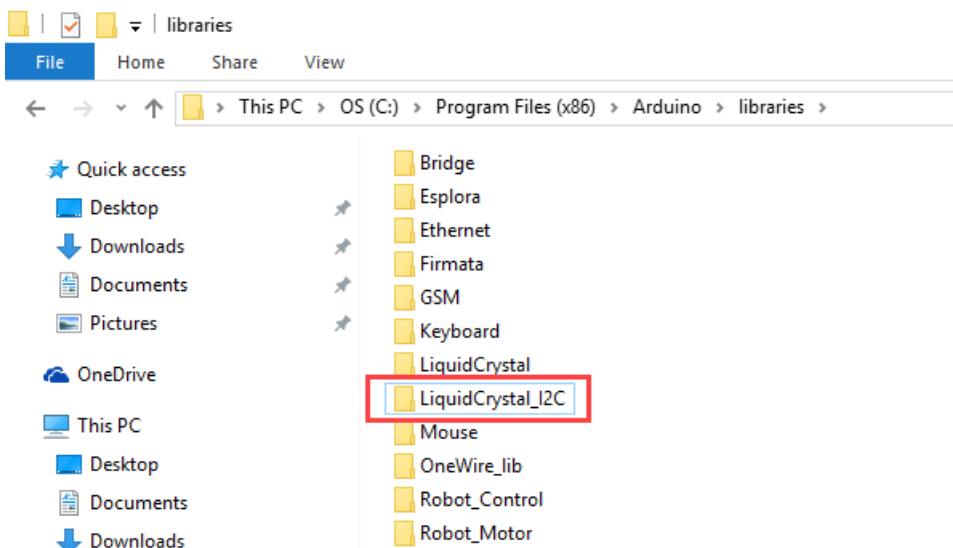 libraries
File Home Share View
This PC > OS (C:) > Program Files (x86) > Arduino > libraries >
Quick access
Desktop
Downloads
Documents
Pictures
OneDrive
This PC
Desktop
Documents
Downloads
Bridge
Esplora
Ethernet
Firmata
GSM
Keyboard
LiquidCrystal
LiquidCrystal_I2C
Mouse
OneWire_lib
Robot_Control
Robot_Motor